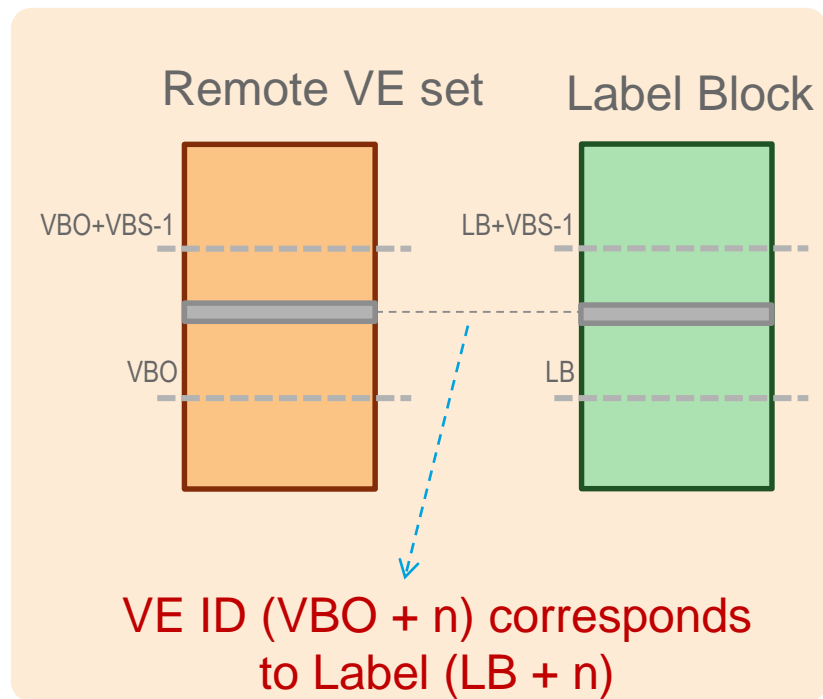 Remote VE set
Label Block
VBO+VBS-1
LB+VBS-1
VBO
LB
VE ID (VBO + n) corresponds
to Label (LB + n)